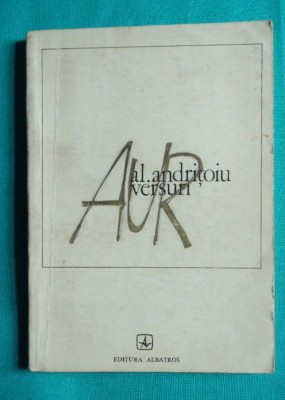 AUR
al. andrițoiu
versuri
A
EDITURA ALBATROS